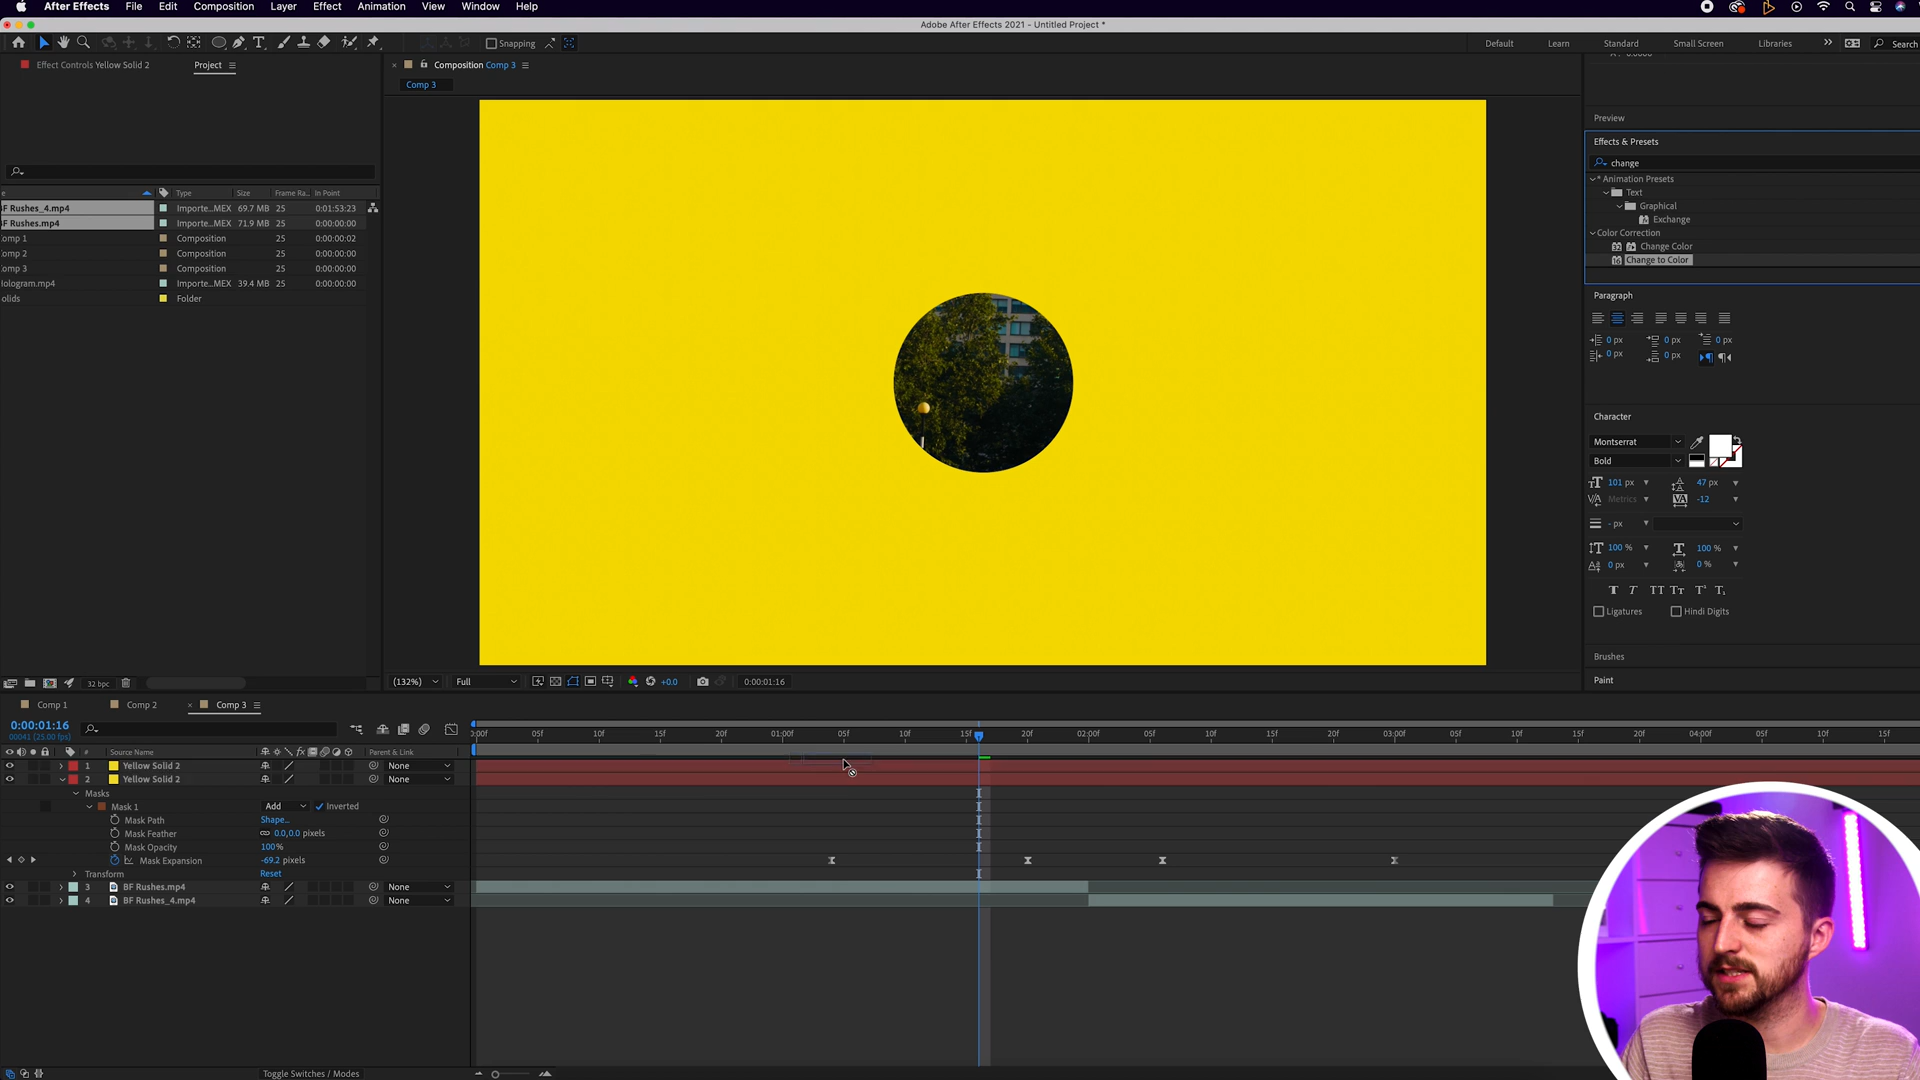 After Effects File Edit Composition Layer Effect Animation View Window Help
Adobe After Effects 2021 - Untitled Project *
Snapping
Default Learn Standard Small Screen Libraries Search
Effect Controls Yellow Solid 2 Project
Composition Comp 3
Comp 3
Type Size Frame Ra.. In Point
F Rushes_4.mp4 Importe...MEX 69.7 MB 25 0:01:53:23
F Rushes.mp4 Importe...MEX 71.9 MB 25 0:00:00:00
omp 1 Composition 25 0:00:00:02
omp 2 Composition 25 0:00:00:00
omp 3 Composition 25 0:00:00:00
ologram.mp4 Importe...MEX 39.4 MB 25 0:00:00:00
olids Folder
32 bpc
(132%) Full +0.0 0:00:01:16
Preview
Effects & Presets
change
* Animation Presets
Text
Graphical
Exchange
Color Correction
Change Color
Change to Color
Paragraph
0 px 0 px 0 px
0 px 0 px
Character
Montserrat
Bold
101 px 47 px
Metrics -12
- px
100 % 100 %
0 px 0 %
Ligatures Hindi Digits
Brushes
Paint
Comp 1 Comp 2 Comp 3
0:00:01:16
00041 (25.00 fps)
# Source Name Parent & Link
:00f 05f 10f 15f 20f 01:00f 05f 10f 15f 20f 02:00f 05f 10f 15f 20f 03:00f 05f 10f 15f 20f 04:00f 05f 10f 15f
1 Yellow Solid 2 None
2 Yellow Solid 2 None
Masks
Mask 1 Add Inverted
Mask Path Shape...
Mask Feather 0.0,0.0 pixels
Mask Opacity 100%
Mask Expansion -69.2 pixels
Transform Reset
3 BF Rushes.mp4 None
4 BF Rushes_4.mp4 None
Toggle Switches / Modes